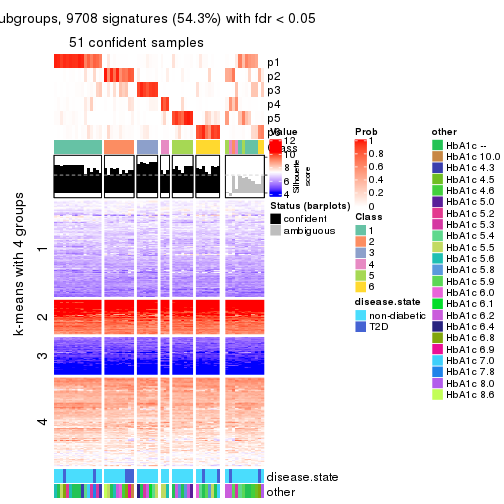 ubgroups, 9708 signatures (54.3%) with fdr < 0.05
51 confident samples
p1
p2
p3
p4
p5
p6
Class
k-means with 4 groups
1
2
3
4
disease.state
other
Value
12
10
8
6
4
Silhouette
score
Status (barplots)
confident
ambiguous
Prob
1
0.8
0.6
0.4
0.2
0
Class
1
2
3
4
5
6
disease.state
non-diabetic
T2D
other
HbA1c --
HbA1c 10.0
HbA1c 4.3
HbA1c 4.5
HbA1c 4.6
HbA1c 5.0
HbA1c 5.2
HbA1c 5.3
HbA1c 5.4
HbA1c 5.5
HbA1c 5.6
HbA1c 5.8
HbA1c 5.9
HbA1c 6.0
HbA1c 6.1
HbA1c 6.2
HbA1c 6.4
HbA1c 6.8
HbA1c 6.9
HbA1c 7.0
HbA1c 7.8
HbA1c 8.0
HbA1c 8.6